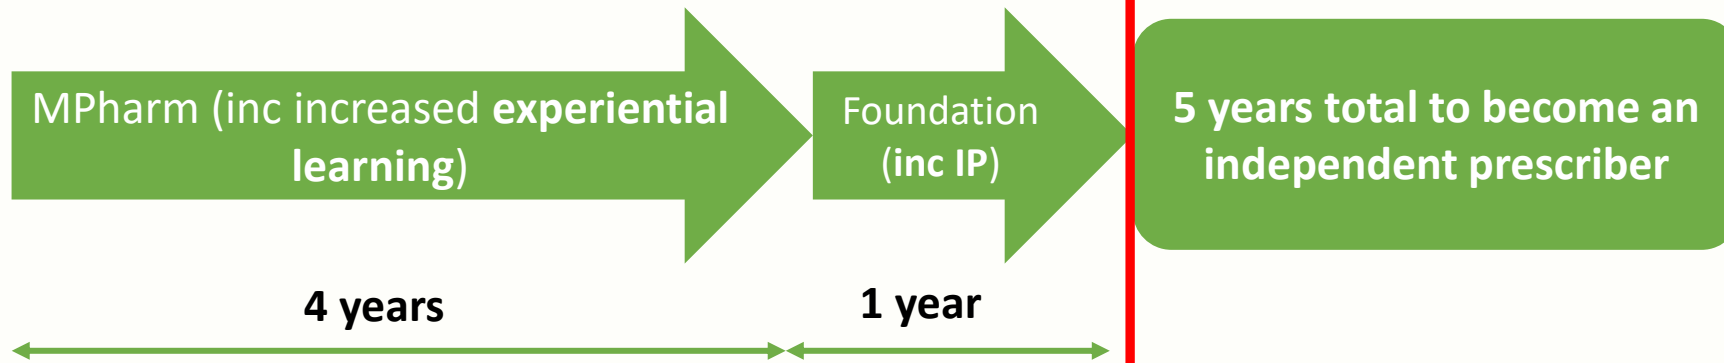 MPharm (inc increased experiential
learning)
Foundation
(inc IP)
5 years total to become an
independent prescriber
4 years
1 year